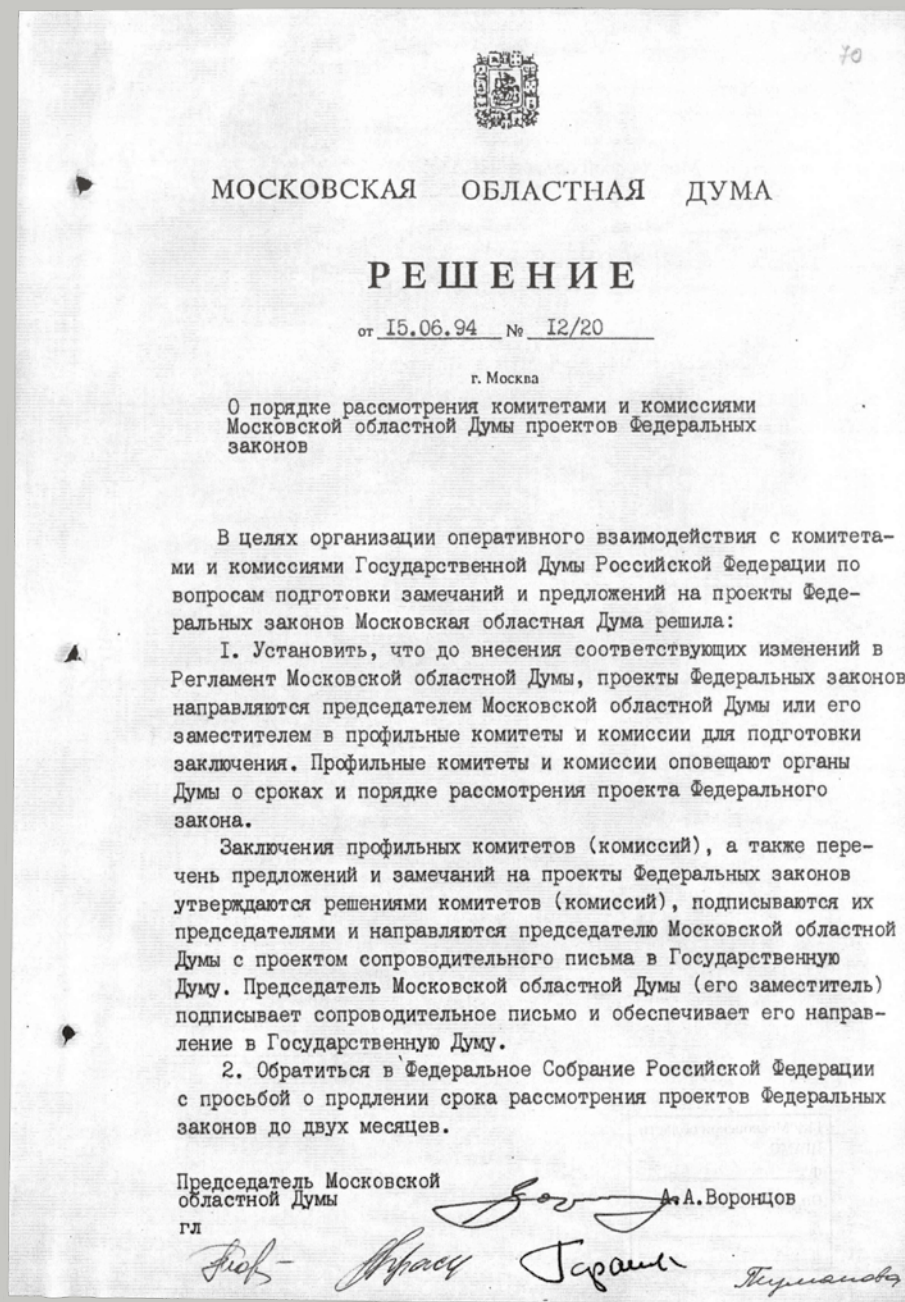 70
МОСКОВСКАЯ ОБЛАСТНАЯ ДУМА
РЕШЕНИЕ
от I5.06.94 № I2/20
г. Москва
О порядке рассмотрения комитетами и комиссиями
Московской областной Думы проектов Федеральных
законов
В целях организации оперативного взаимодействия с комитета-
ми и комиссиями Государственной Думы Российской Федерации по
вопросам подготовки замечаний и предложений на проекты Феде-
ральных законов Московская областная Дума решила:
I. Установить, что до внесения соответствующих изменений в
Регламент Московской областной Думы, проекты Федеральных законов
направляются председателем Московской областной Думы или его
заместителем в профильные комитеты и комиссии для подготовки
заключения. Профильные комитеты и комиссии оповещают органы
Думы о сроках и порядке рассмотрения проекта Федерального
закона.
Заключения профильных комитетов (комиссий), а также пере-
чень предложений и замечаний на проекты Федеральных законов
утверждаются решениями комитетов (комиссий), подписываются их
председателями и направляются председателю Московской областной
Думы с проектом сопроводительного письма в Государственную
Думу. Председатель Московской областной Думы (его заместитель)
подписывает сопроводительное письмо и обеспечивает его направ-
ление в Государственную Думу.
2. Обратиться в Федеральное Собрание Российской Федерации
с просьбой о продлении срока рассмотрения проектов Федеральных
законов до двух месяцев.
Председатель Московской
областной Думы А.А.Воронцов
гл